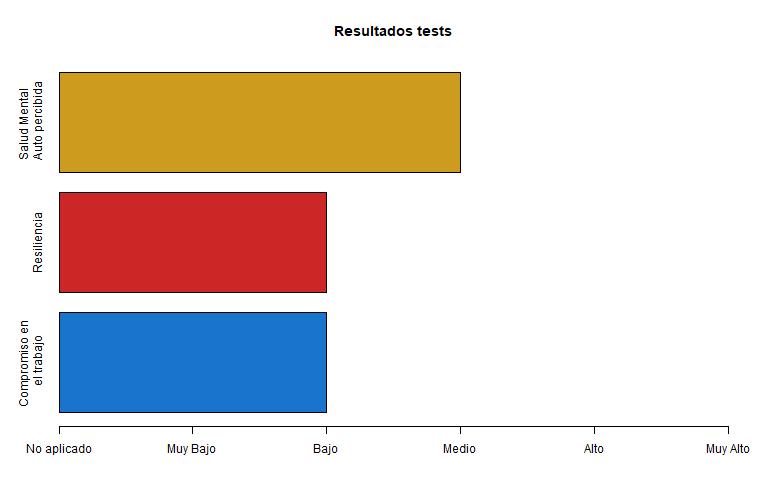 Resultados tests
Salud Mental
Auto percibida
Resiliencia
Compromiso en
el trabajo
No aplicado
Muy Bajo
Bajo
Medio
Alto
Muy Alto